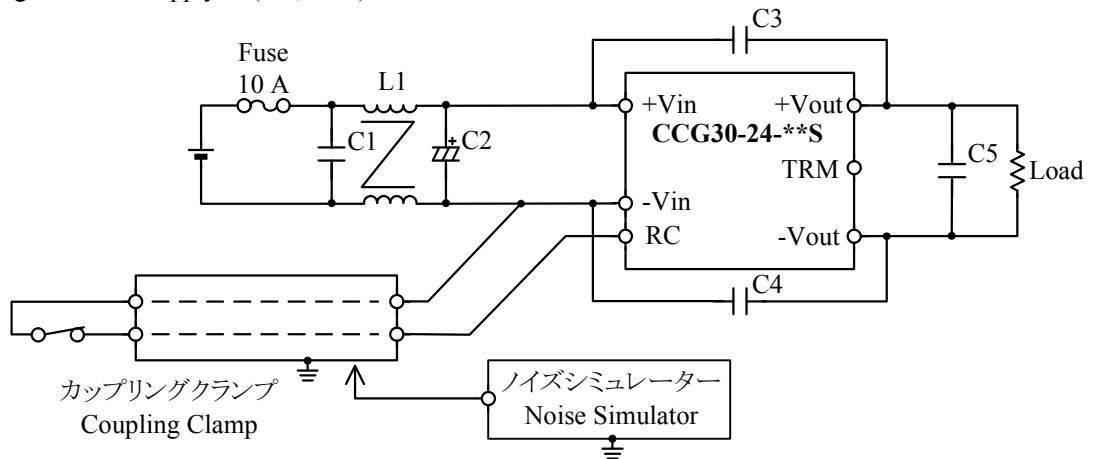 C3
Fuse
10 A
L1
+Vin
+Vout
CCG30-24-**S
C1
C2
C5
TRM
Load
-Vin
RC
-Vout
C4
カップリングクランプ
Coupling Clamp
ノイズシミュレーター
Noise Simulator